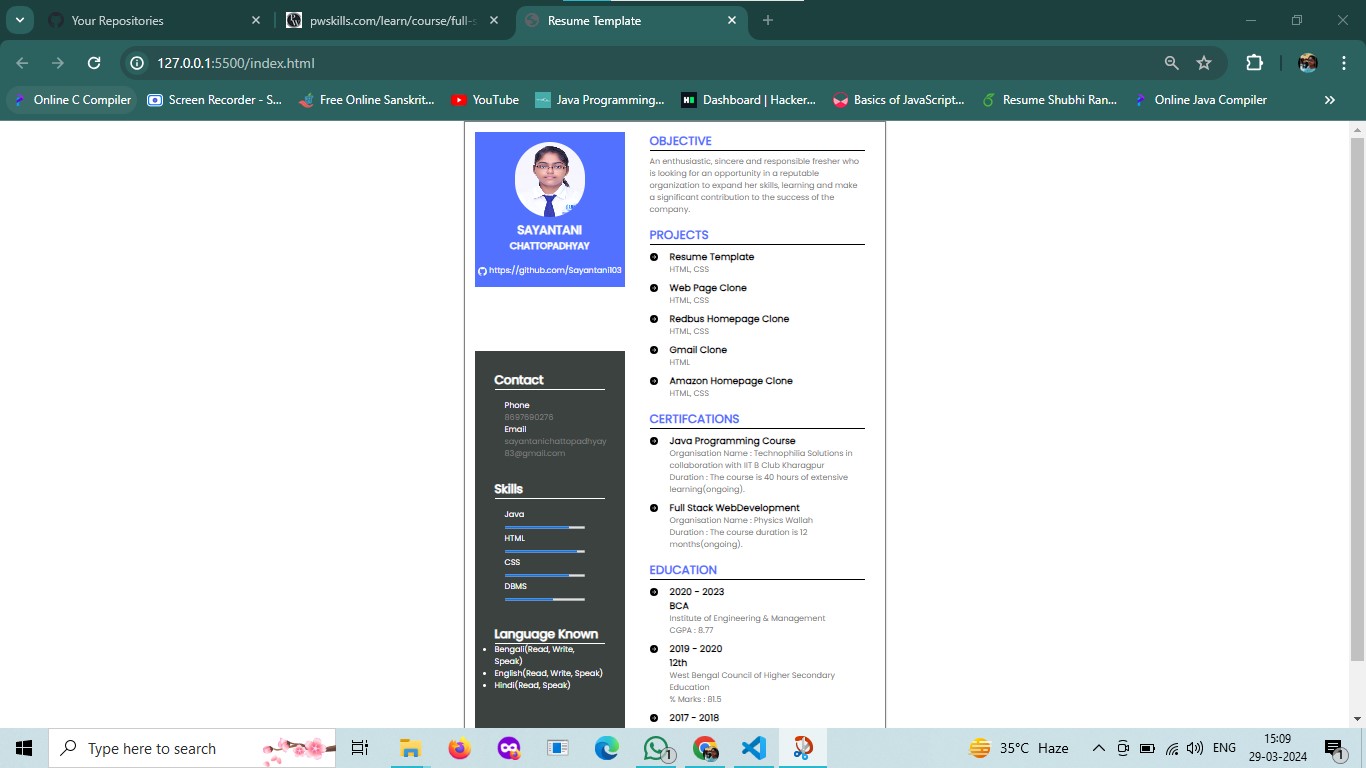 Your Repositories
pwskills.com/learn/course/full-s
Resume Template
127.0.0.1:5500/index.html
Online C Compiler
Screen Recorder - S...
Free Online Sanskrit...
YouTube
Java Programming...
Dashboard | Hacker...
Basics of JavaScript...
Resume Shubhi Ran...
Online Java Compiler
SAYANTANI
CHATTOPADHYAY
https://github.com/Sayantani103
Contact
Phone
8697690276
Email
sayantanichattopadhyay
83@gmail.com
Skills
Java
HTML
CSS
DBMS
Language Known
Bengali(Read, Write,
Speak)
English(Read, Write, Speak)
Hindi(Read, Speak)
OBJECTIVE
An enthusiastic, sincere and responsible fresher who
is looking for an opportunity in a reputable
organization to expand her skills, learning and make
a significant contribution to the success of the
company.
PROJECTS
Resume Template
HTML, CSS
Web Page Clone
HTML, CSS
Redbus Homepage Clone
HTML, CSS
Gmail Clone
HTML
Amazon Homepage Clone
HTML, CSS
CERTIFCATIONS
Java Programming Course
Organisation Name : Technophilia Solutions in
collaboration with IIT B Club Kharagpur
Duration : The course is 40 hours of extensive
learning(ongoing).
Full Stack WebDevelopment
Organisation Name : Physics Wallah
Duration : The course duration is 12
months(ongoing).
EDUCATION
2020 - 2023
BCA
Institute of Engineering & Management
CGPA : 8.77
2019 - 2020
12th
West Bengal Council of Higher Secondary
Education
% Marks : 81.5
2017 - 2018
Type here to search
1
35°C Haze
ENG
15:09
29-03-2024
1